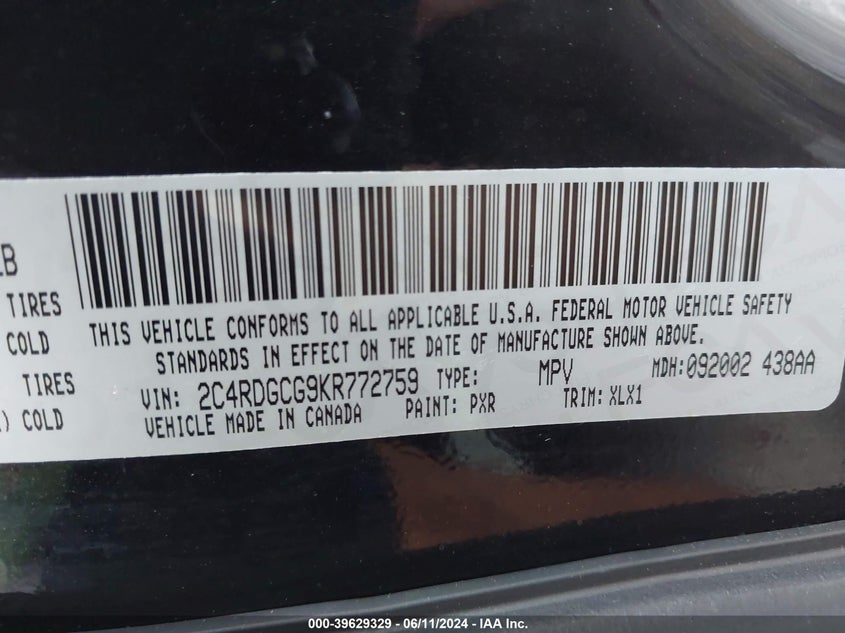 LB
TIRES
COLD
TIRES
) COLD
THIS VEHICLE CONFORMS TO ALL APPLICABLE U.S.A. FEDERAL MOTOR VEHICLE SAFETY
STANDARDS IN EFFECT ON THE DATE OF MANUFACTURE SHOWN ABOVE.
VIN: 2C4RDGCG9KR772759 TYPE: MPV MDH:092002 438AA
VEHICLE MADE IN CANADA PAINT: PXR TRIM:XLX1
000-39629329 - 06/11/2024 - IAA Inc.